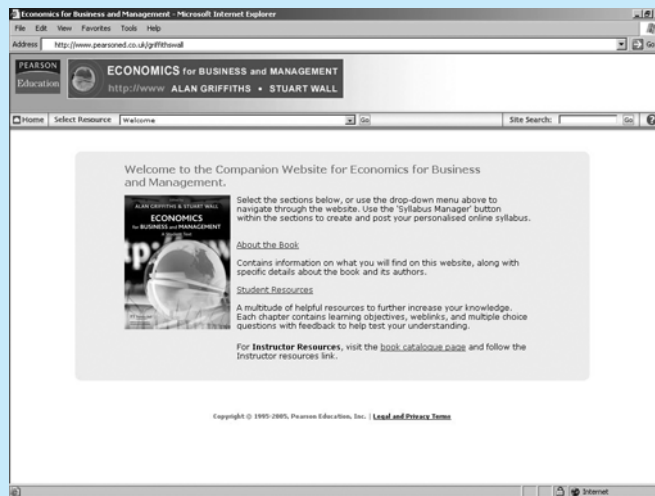 Economics for Business and Management - Microsoft Internet Explorer
File Edit View Favorites Tools Help
Address http://www.pearsoned.co.uk/griffithswall Go
PEARSON
Education
ECONOMICS for BUSINESS and MANAGEMENT
http://www ALAN GRIFFITHS • STUART WALL
Home Select Resource Welcome Go Site Search: Go
Welcome to the Companion Website for Economics for Business
and Management.
ALAN GRIFFITHS & STUART WALL
ECONOMICS
for BUSINESS and MANAGEMENT
Select the sections below, or use the drop-down menu above to
navigate through the website. Use the 'Syllabus Manager' button
within the sections to create and post your personalised online syllabus.
About the Book
Contains information on what you will find on this website, along with
specific details about the book and its authors.
Student Resources
A multitude of helpful resources to further increase your knowledge.
Each chapter contains learning objectives, weblinks, and multiple choice
questions with feedback to help test your understanding.
For Instructor Resources, visit the book catalogue page and follow the
Instructor resources link.
Copyright © 1995-2005, Pearson Education, Inc. | Legal and Privacy Terms
Internet